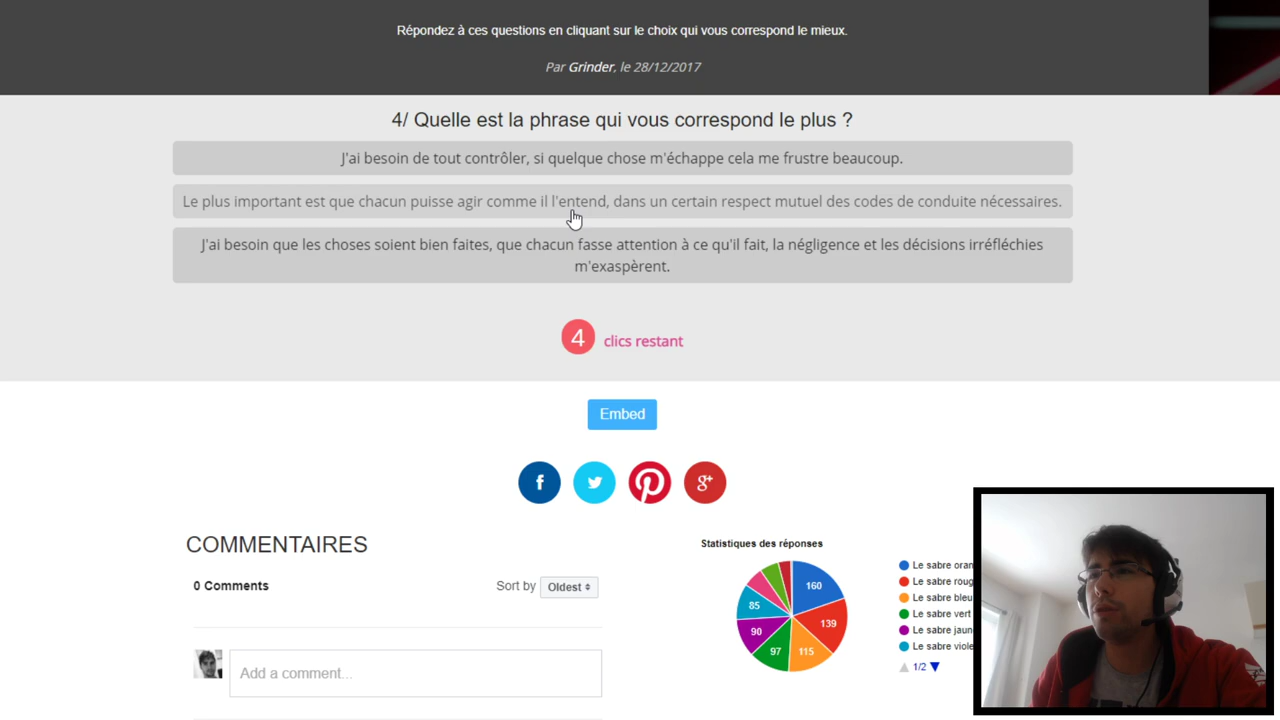 Répondez à ces questions en cliquant sur le choix qui vous correspond le mieux.
Par Grinder, le 28/12/2017
4/ Quelle est la phrase qui vous correspond le plus ?
J'ai besoin de tout contrôler, si quelque chose m'échappe cela me frustre beaucoup.
Le plus important est que chacun puisse agir comme il l'entend, dans un certain respect mutuel des codes de conduite nécessaires.
J'ai besoin que les choses soient bien faites, que chacun fasse attention à ce qu'il fait, la négligence et les décisions irréfléchies
m'exaspèrent.
4 clics restant
Embed
f
g+
COMMENTAIRES
0 Comments
Sort by Oldest
Add a comment...
Statistiques des réponses
160
139
115
97
90
85
Le sabre oran
Le sabre roug
Le sabre bleu
Le sabre vert
Le sabre jaun
Le sabre viole
1/2